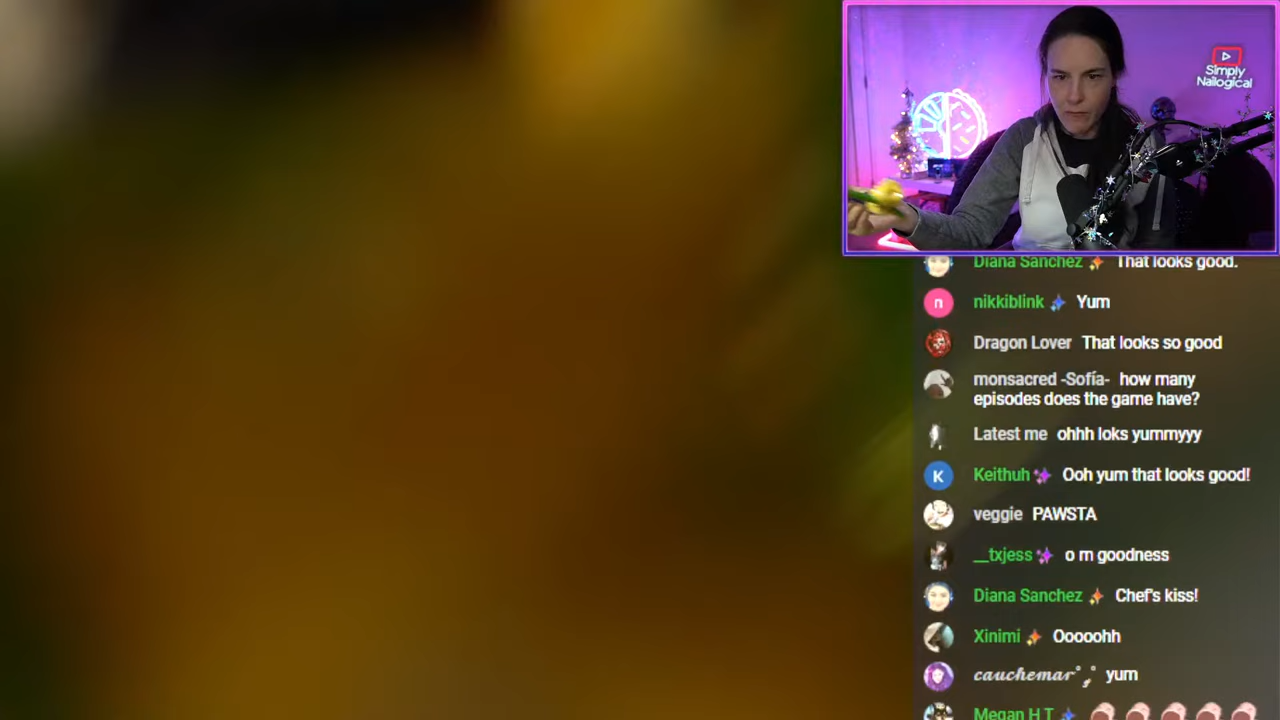 Simply
Nailogical
Diana Sanchez That looks good.
nikkiblink Yum
Dragon Lover That looks so good
monsacred -Sofía- how many
episodes does the game have?
Latest me ohhh loks yummyyy
K Keithuh Ooh yum that looks good!
veggie PAWSTA
__txjess o m goodness
Diana Sanchez Chef's kiss!
Xinimi Ooooohh
cauchemar yum
Megan H T